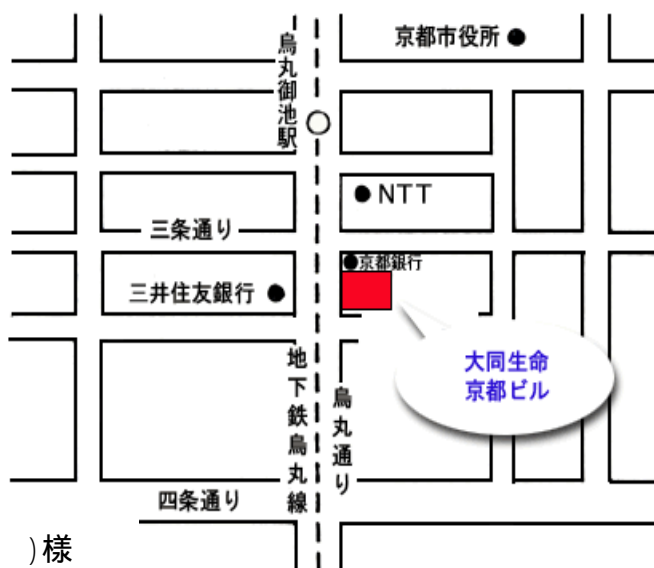 京都市役所
烏丸御池駅
NTT
三条通り
京都銀行
三井住友銀行
大同生命
京都ビル
地下鉄烏丸線
烏丸通り
四条通り
)様